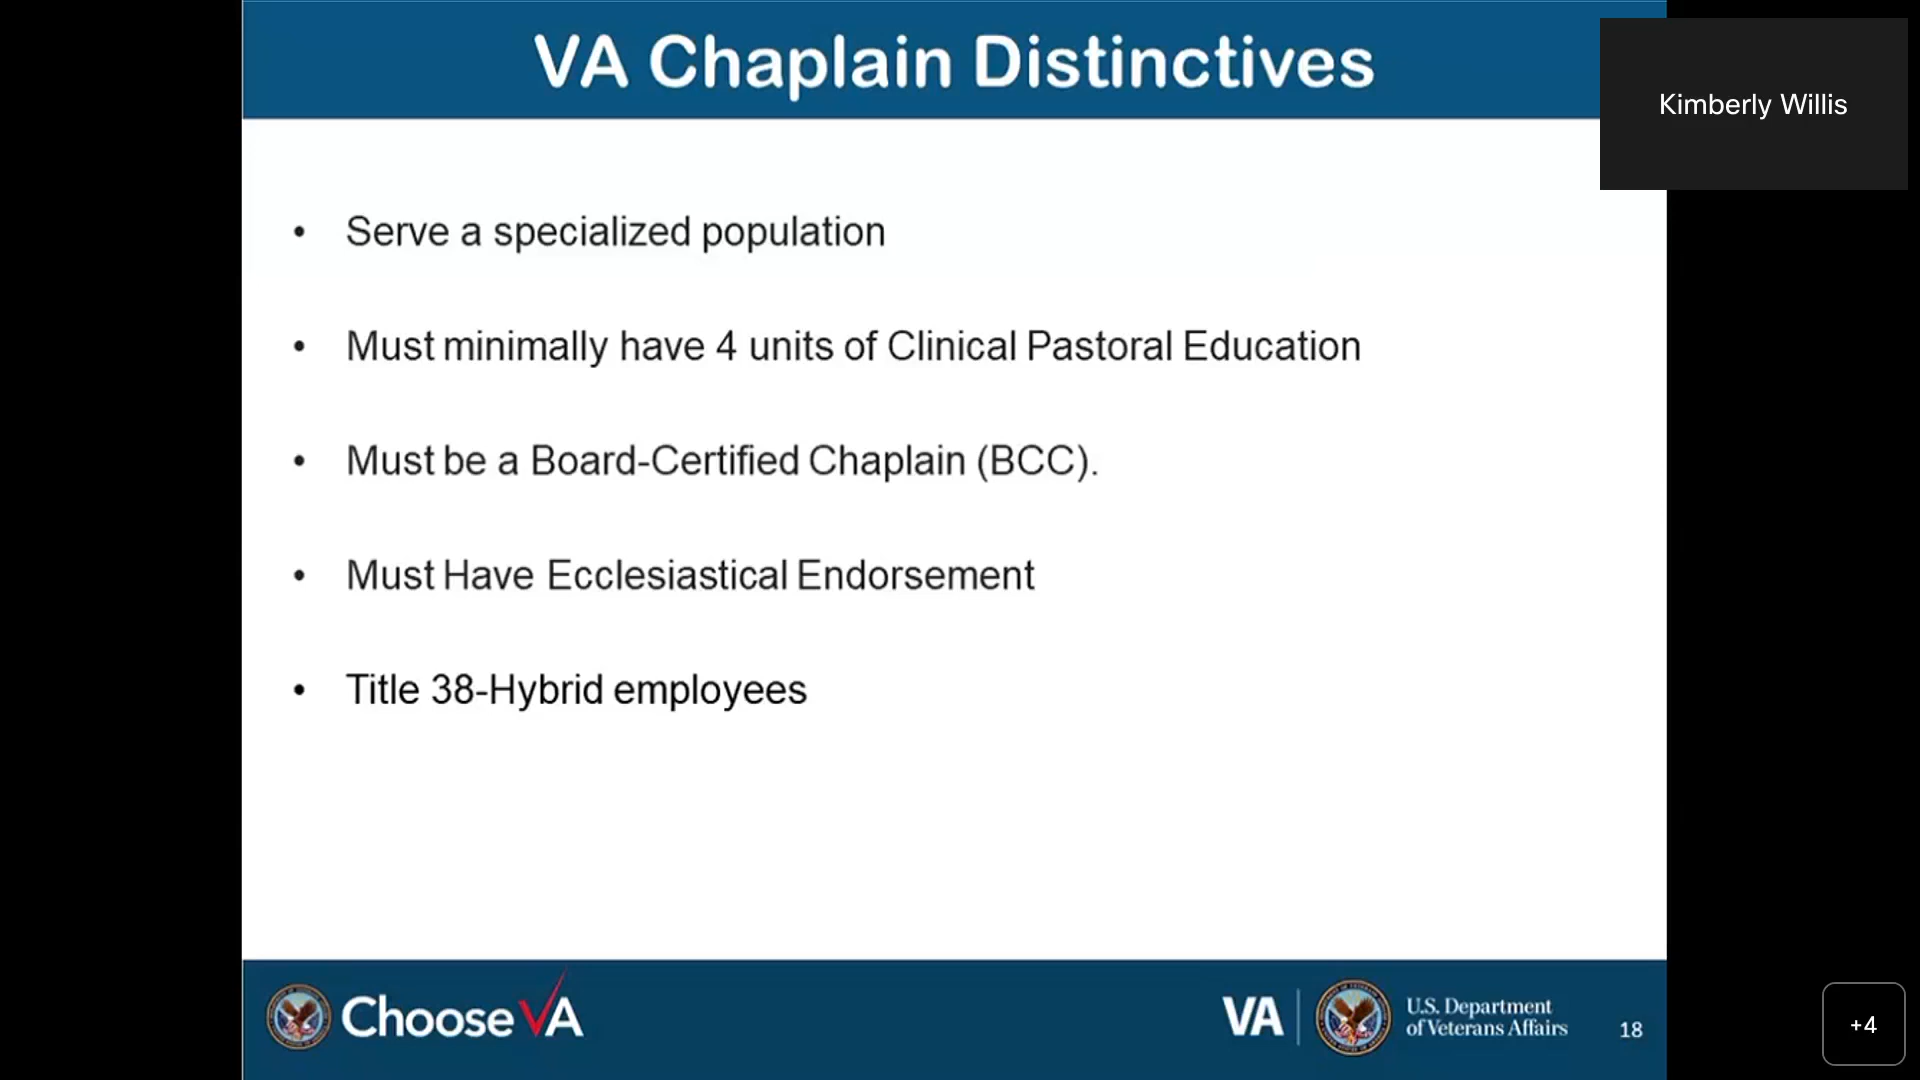 VA Chaplain Distinctives
Kimberly Willis
• Serve a specialized population
• Must minimally have 4 units of Clinical Pastoral Education
• Must be a Board-Certified Chaplain (BCC).
• Must Have Ecclesiastical Endorsement
• Title 38-Hybrid employees
Choose VA
VA
U.S. Department
of Veterans Affairs
18
+4